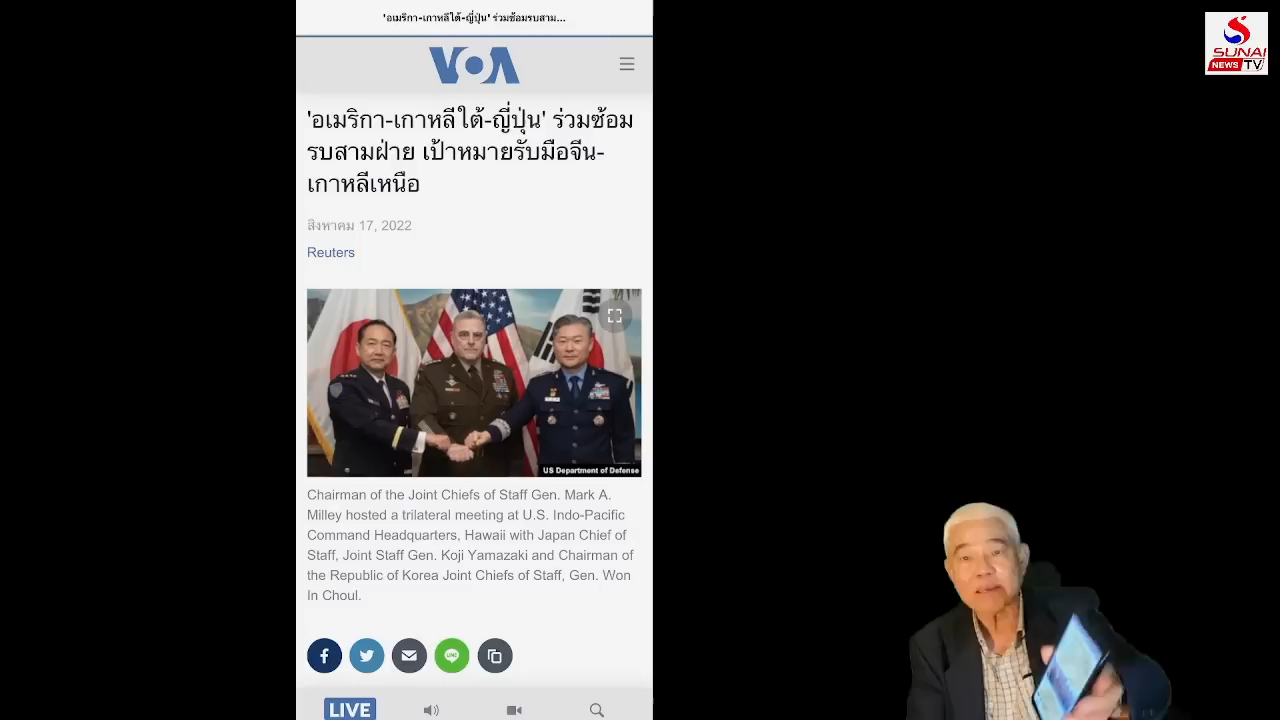 'อเมริกา-เกาหลีใต้-ญี่ปุ่น' ร่วมซ้อมรบสาม...
VOA
'อเมริกา-เกาหลีใต้-ญี่ปุ่น' ร่วมซ้อม
รบสามฝ่าย เป้าหมายรับมือจีน-
เกาหลีเหนือ
สิงหาคม 17, 2022
Reuters
US Department of Defense
Chairman of the Joint Chiefs of Staff Gen. Mark A.
Milley hosted a trilateral meeting at U.S. Indo-Pacific
Command Headquarters, Hawaii with Japan Chief of
Staff, Joint Staff Gen. Koji Yamazaki and Chairman of
the Republic of Korea Joint Chiefs of Staff, Gen. Won
In Choul.
LINE
LIVE
SUNAI
NEWS TV